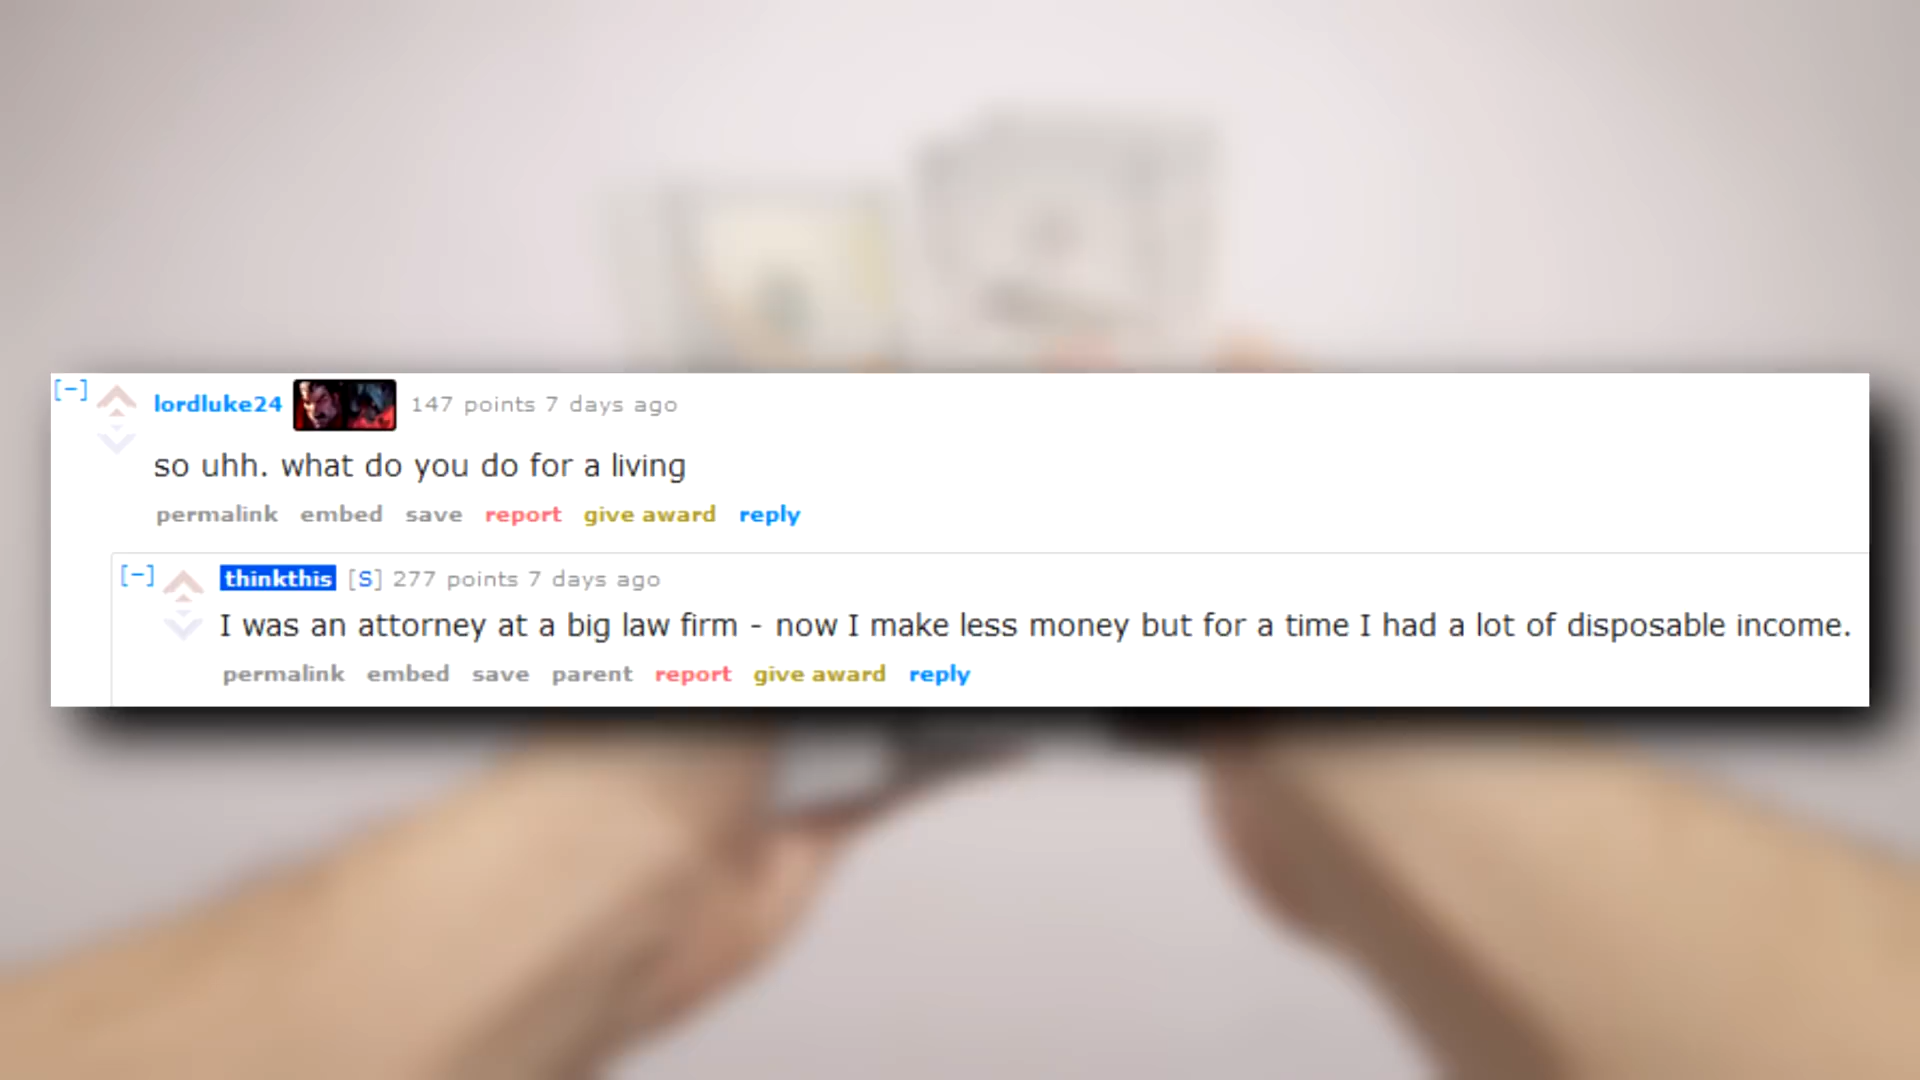 [-] lordluke24 147 points 7 days ago
so uhh. what do you do for a living
permalink embed save report give award reply
[-] thinkthis [S] 277 points 7 days ago
I was an attorney at a big law firm - now I make less money but for a time I had a lot of disposable income.
permalink embed save parent report give award reply